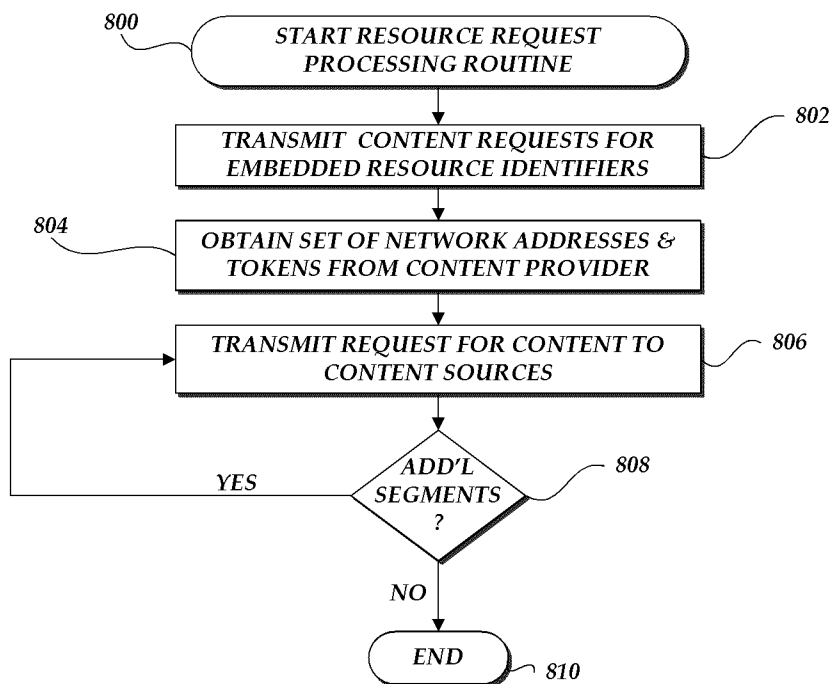 800
START RESOURCE REQUEST
PROCESSING ROUTINE
802
TRANSMIT CONTENT REQUESTS FOR
EMBEDDED RESOURCE IDENTIFIERS
804
OBTAIN SET OF NETWORK ADDRESSES &
TOKENS FROM CONTENT PROVIDER
806
TRANSMIT REQUEST FOR CONTENT TO
CONTENT SOURCES
808
ADD'L
SEGMENTS
?
YES
NO
END
810